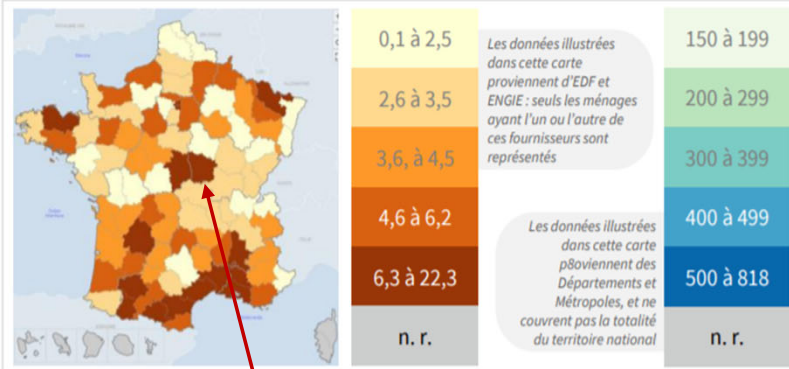 0,1 à 2,5
2,6 à 3,5
3,6, à 4,5
4,6 à 6,2
6,3 à 22,3
n. r.
Les données illustrées
dans cette carte
proviennent d'EDF et
ENGIE : seuls les ménages
ayant l'un ou l'autre de
ces fournisseurs sont
représentés
Les données illustrées
dans cette carte
p8oviennent des
Départements et
Métropoles, et ne
couvrent pas la totalité
du territoire national
150 à 199
200 à 299
300 à 399
400 à 499
500 à 818
n. r.